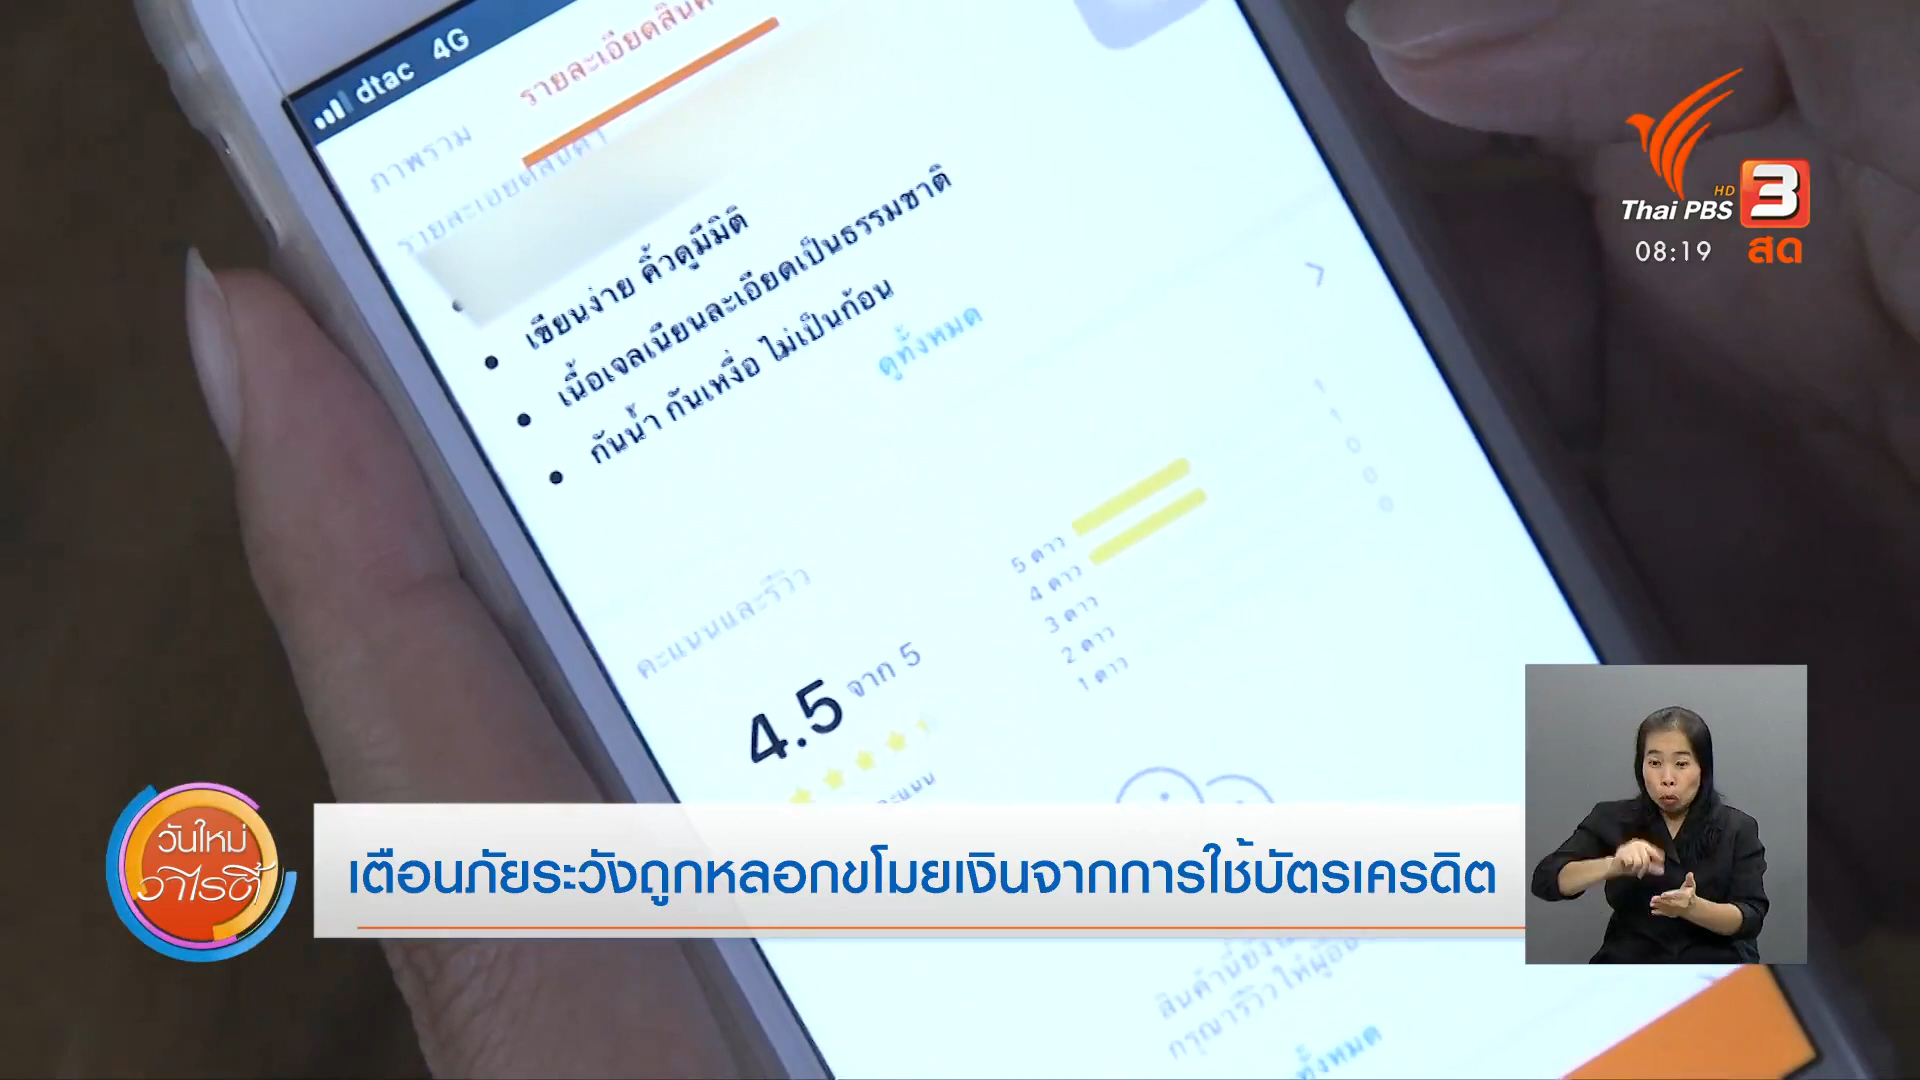 dtac 4G
ภาพรวม
รายละเอียดสินค้า
เขียนง่าย คิ้วดูมีมิติ
เนื้อเจลเนียนละเอียดเป็นธรรมชาติ
กันน้ำ กันเหงื่อ ไม่เป็นก้อน
ดูทั้งหมด
คะแนนและรีวิว
4.5 จาก 5
5 ดาว 1
4 ดาว 1
3 ดาว 0
2 ดาว 0
1 ดาว 0
HD
Thai PBS 3
08:19 สด
วันใหม่
วาไรตี้
เตือนภัยระวังถูกหลอกขโมยเงินจากการใช้บัตรเครดิต